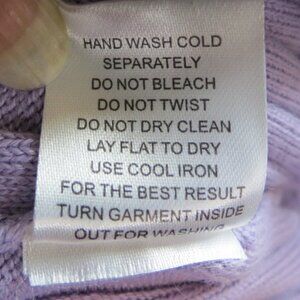 HAND WASH COLD
SEPARATELY
DO NOT BLEACH
DO NOT TWIST
DO NOT DRY CLEAN
LAY FLAT TO DRY
USE COOL IRON
FOR THE BEST RESULT
TURN GARMENT INSIDE
OUT FOR WASHING